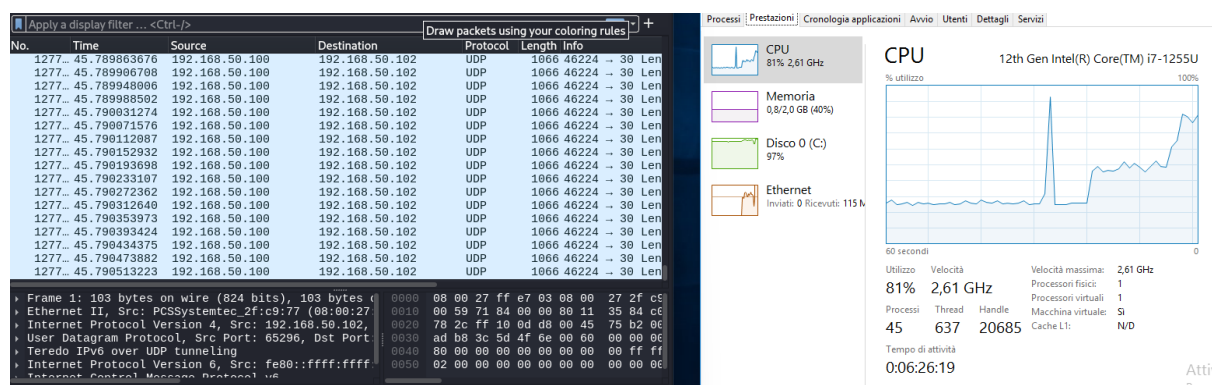 Apply a display filter … <Ctrl-/>
Draw packets using your coloring rules
No. Time Source Destination Protocol Length Info
1277… 45.789863676 192.168.50.100 192.168.50.102 UDP 1066 46224 → 30 Len
1277… 45.789906708 192.168.50.100 192.168.50.102 UDP 1066 46224 → 30 Len
1277… 45.789948006 192.168.50.100 192.168.50.102 UDP 1066 46224 → 30 Len
1277… 45.789988502 192.168.50.100 192.168.50.102 UDP 1066 46224 → 30 Len
1277… 45.790031274 192.168.50.100 192.168.50.102 UDP 1066 46224 → 30 Len
1277… 45.790071576 192.168.50.100 192.168.50.102 UDP 1066 46224 → 30 Len
1277… 45.790112087 192.168.50.100 192.168.50.102 UDP 1066 46224 → 30 Len
1277… 45.790152932 192.168.50.100 192.168.50.102 UDP 1066 46224 → 30 Len
1277… 45.790193698 192.168.50.100 192.168.50.102 UDP 1066 46224 → 30 Len
1277… 45.790233107 192.168.50.100 192.168.50.102 UDP 1066 46224 → 30 Len
1277… 45.790272362 192.168.50.100 192.168.50.102 UDP 1066 46224 → 30 Len
1277… 45.790312640 192.168.50.100 192.168.50.102 UDP 1066 46224 → 30 Len
1277… 45.790353973 192.168.50.100 192.168.50.102 UDP 1066 46224 → 30 Len
1277… 45.790393424 192.168.50.100 192.168.50.102 UDP 1066 46224 → 30 Len
1277… 45.790434375 192.168.50.100 192.168.50.102 UDP 1066 46224 → 30 Len
1277… 45.790473882 192.168.50.100 192.168.50.102 UDP 1066 46224 → 30 Len
1277… 45.790513223 192.168.50.100 192.168.50.102 UDP 1066 46224 → 30 Len
Frame 1: 103 bytes on wire (824 bits), 103 bytes
Ethernet II, Src: PCSSystemtec_2f:c9:77 (08:00:27:
Internet Protocol Version 4, Src: 192.168.50.102,
User Datagram Protocol, Src Port: 65296, Dst Port:
Teredo IPv6 over UDP tunneling
Internet Protocol Version 6, Src: fe80::ffff:ffff:
Internet Control Message Protocol v6
0000 08 00 27 ff e7 03 08 00 27 2f c9
0010 00 59 71 84 00 00 80 11 35 84 c0
0020 78 2c ff 10 0d d8 00 45 75 b2 00
0030 ad b8 3c 5d 4f 6e 00 60 00 00 00
0040 80 00 00 00 00 00 00 00 00 ff ff
0050 02 00 00 00 00 00 00 00 00 00 00
Processi Prestazioni Cronologia applicazioni Avvio Utenti Dettagli Servizi
CPU
81% 2,61 GHz
Memoria
0,8/2,0 GB (40%)
Disco 0 (C:)
97%
Ethernet
Inviati: 0 Ricevuti: 115 M
CPU 12th Gen Intel(R) Core(TM) i7-1255U
% utilizzo 100%
60 secondi 0
Utilizzo Velocità
81% 2,61 GHz
Processi Thread Handle
45 637 20685
Velocità massima: 2,61 GHz
Processori fisici: 1
Processori virtuali 1
Macchina virtuale: Sì
Cache L1: N/D
Tempo di attività
0:06:26:19
Atti